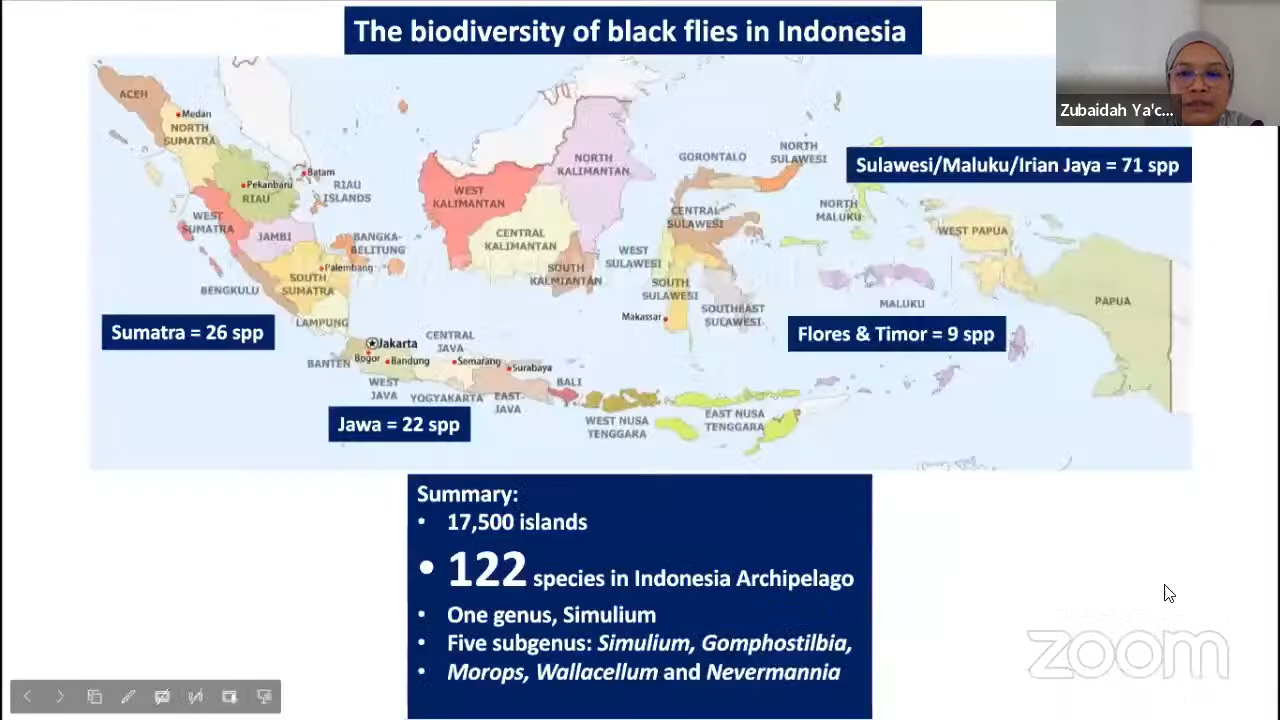 The biodiversity of black flies in Indonesia
Zubaidah Ya'c...
Sulawesi/Maluku/Irian Jaya = 71 spp
ACEH
Medan
NORTH
SUMATRA
Batam
Pekanbaru
RIAU
RIAU
ISLANDS
WEST
SUMATRA
JAMBI
BANGKA-
BELITUNG
Palembang
SOUTH
SUMATRA
BENGKULU
LAMPUNG
NORTH
KALIMANTAN
WEST
KALIMANTAN
CENTRAL
KALIMANTAN
SOUTH
KALMIANTAN
GORONTALO
NORTH
SULAWESI
CENTRAL
SULAWESI
WEST
SULAWESI
SOUTH
SULAWESI
SOUTHEAST
SULAWESI
Makassar
NORTH
MALUKU
WEST PAPUA
MALUKU
PAPUA
Sumatra = 26 spp
Flores & Timor = 9 spp
Jakarta
CENTRAL
JAVA
BANTEN
Bogor
Bandung
Semarang
Surabaya
WEST
JAVA
YOGYAKARTA
EAST
JAVA
BALI
WEST NUSA
TENGGARA
EAST NUSA
TENGGARA
Jawa = 22 spp
Summary:
• 17,500 islands
• 122 species in Indonesia Archipelago
• One genus, Simulium
• Five subgenus: Simulium, Gomphostilbia,
• Morops, Wallacellum and Nevermannia
zoom